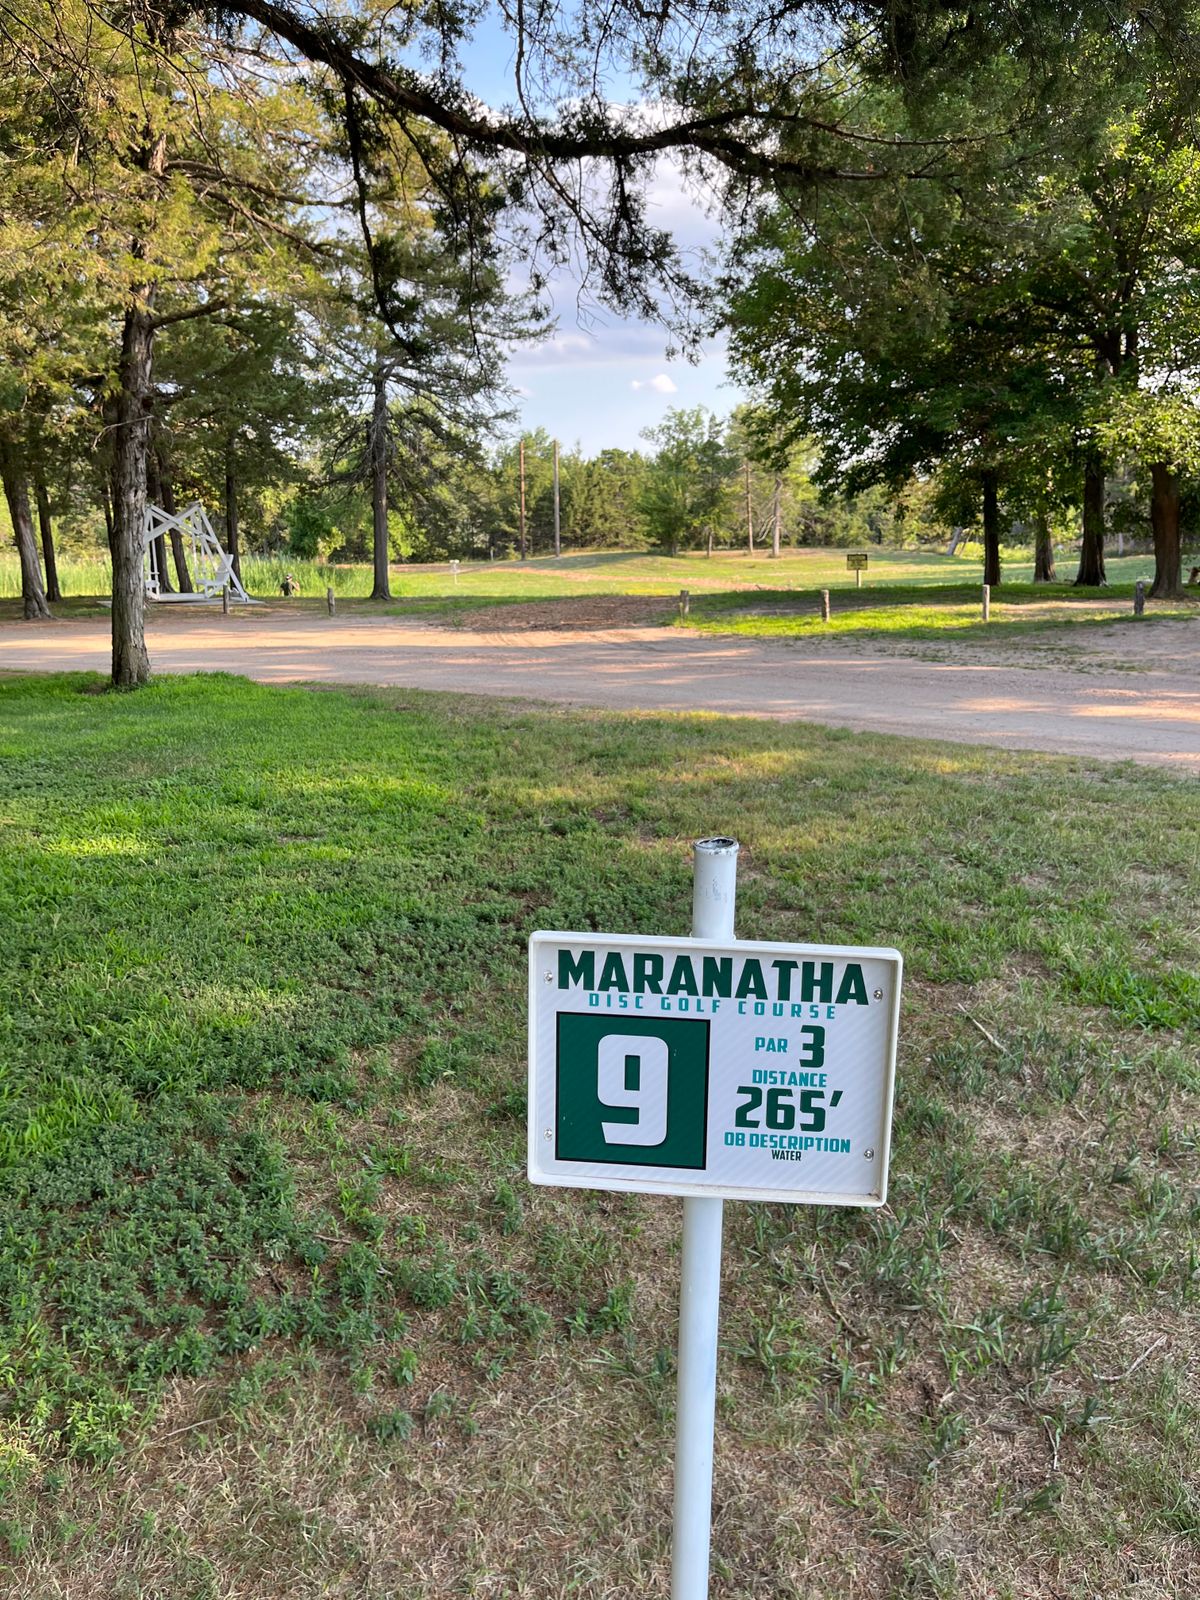 MARANATHA
DISC GOLF COURSE
9
PAR 3
DISTANCE
265'
OB DESCRIPTION
WATER